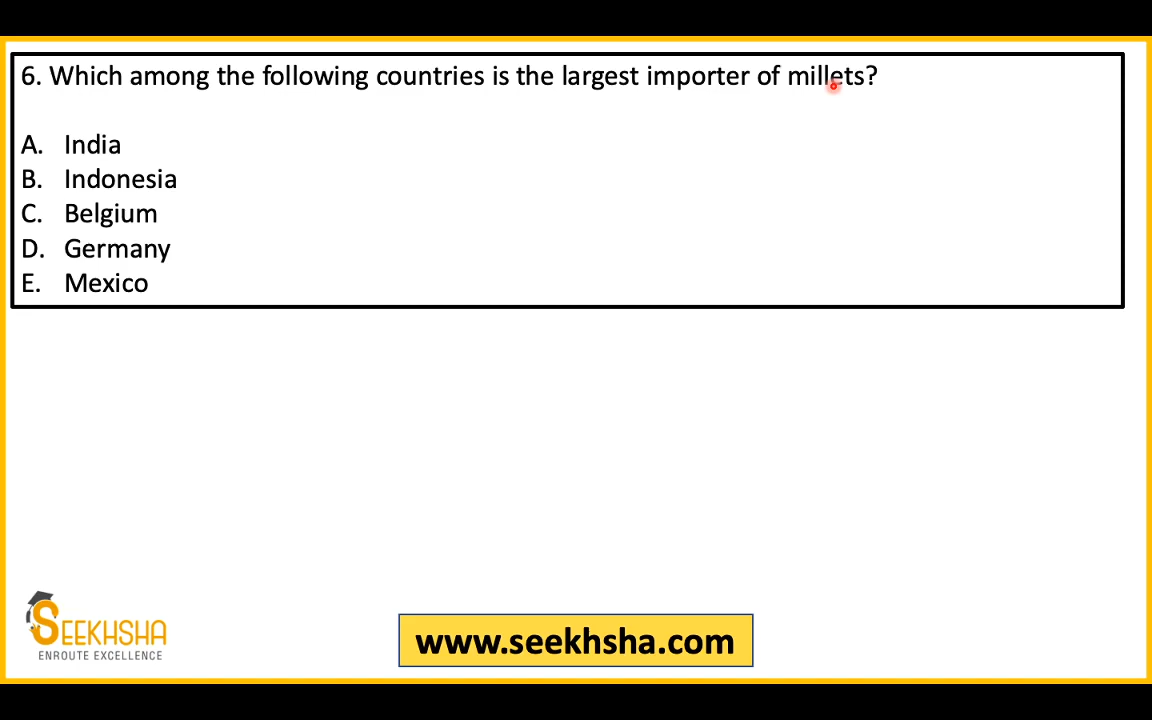 6. Which among the following countries is the largest importer of millets?
A. India
B. Indonesia
C. Belgium
D. Germany
E. Mexico
SEEKHSHA
ENROUTE EXCELLENCE
www.seekhsha.com